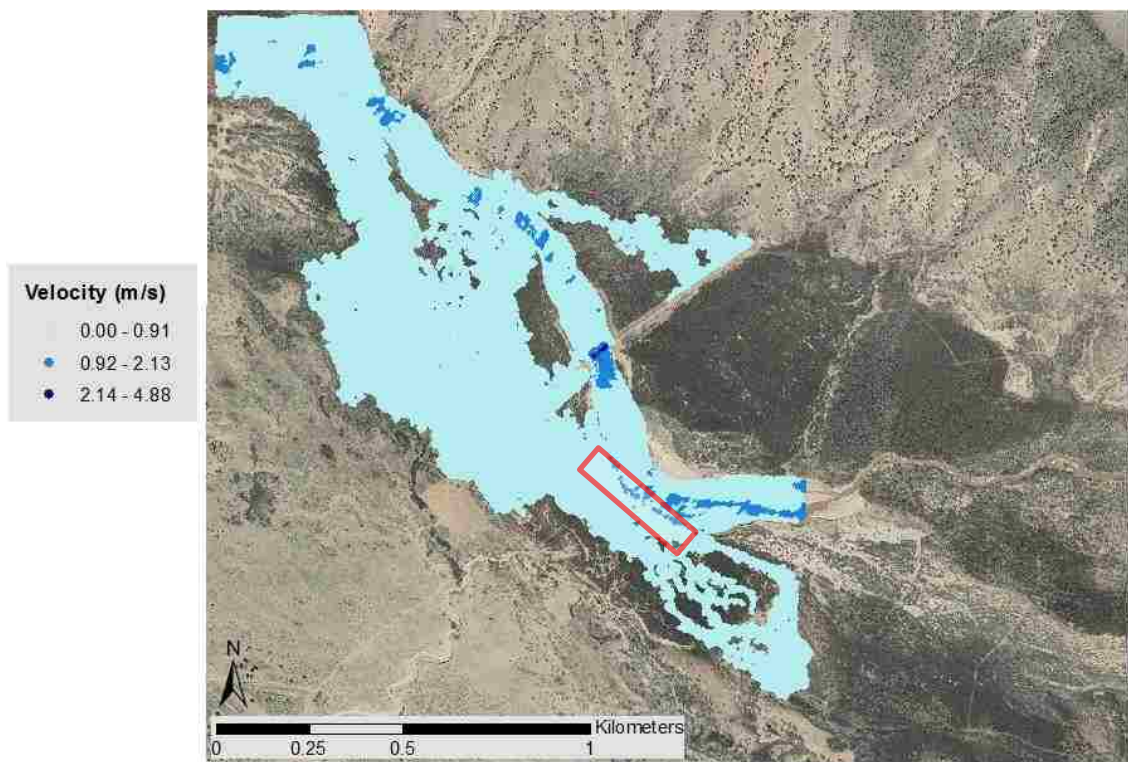 Velocity (m/s)
0.00 - 0.91
0.92 - 2.13
2.14 - 4.88
N
Kilometers
0 0.25 0.5 1